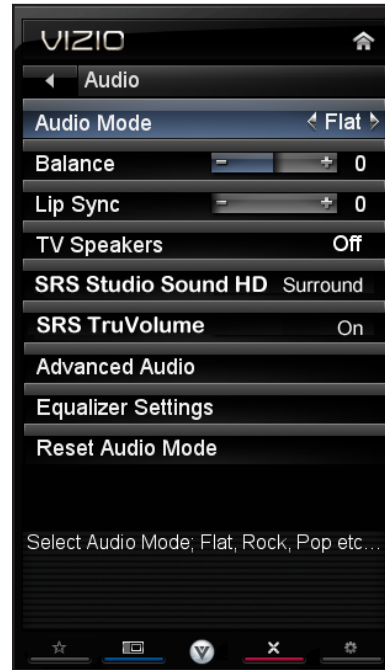 VIZIO
Audio
Audio Mode Flat
Balance - + 0
Lip Sync - + 0
TV Speakers Off
SRS Studio Sound HD Surround
SRS TruVolume On
Advanced Audio
Equalizer Settings
Reset Audio Mode
Select Audio Mode; Flat, Rock, Pop etc...
V